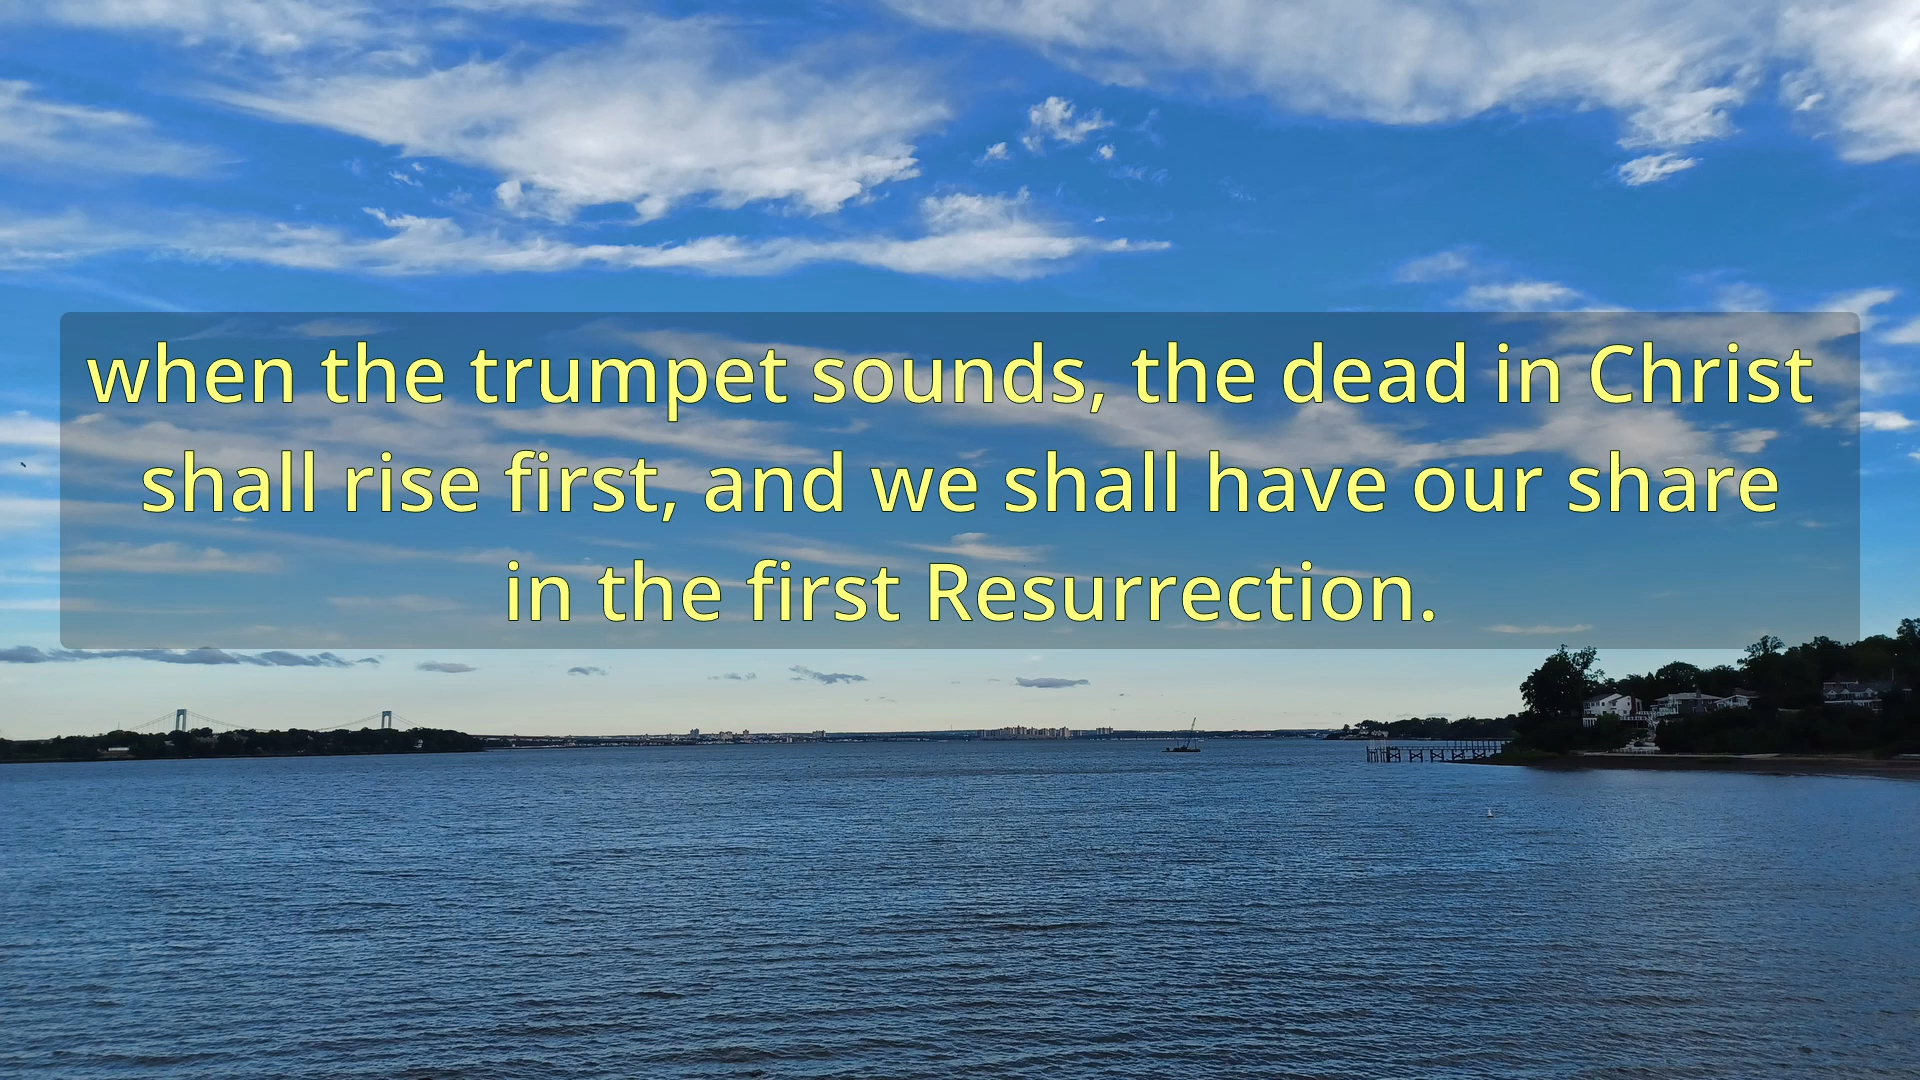 when the trumpet sounds, the dead in Christ
shall rise first, and we shall have our share
in the first Resurrection.